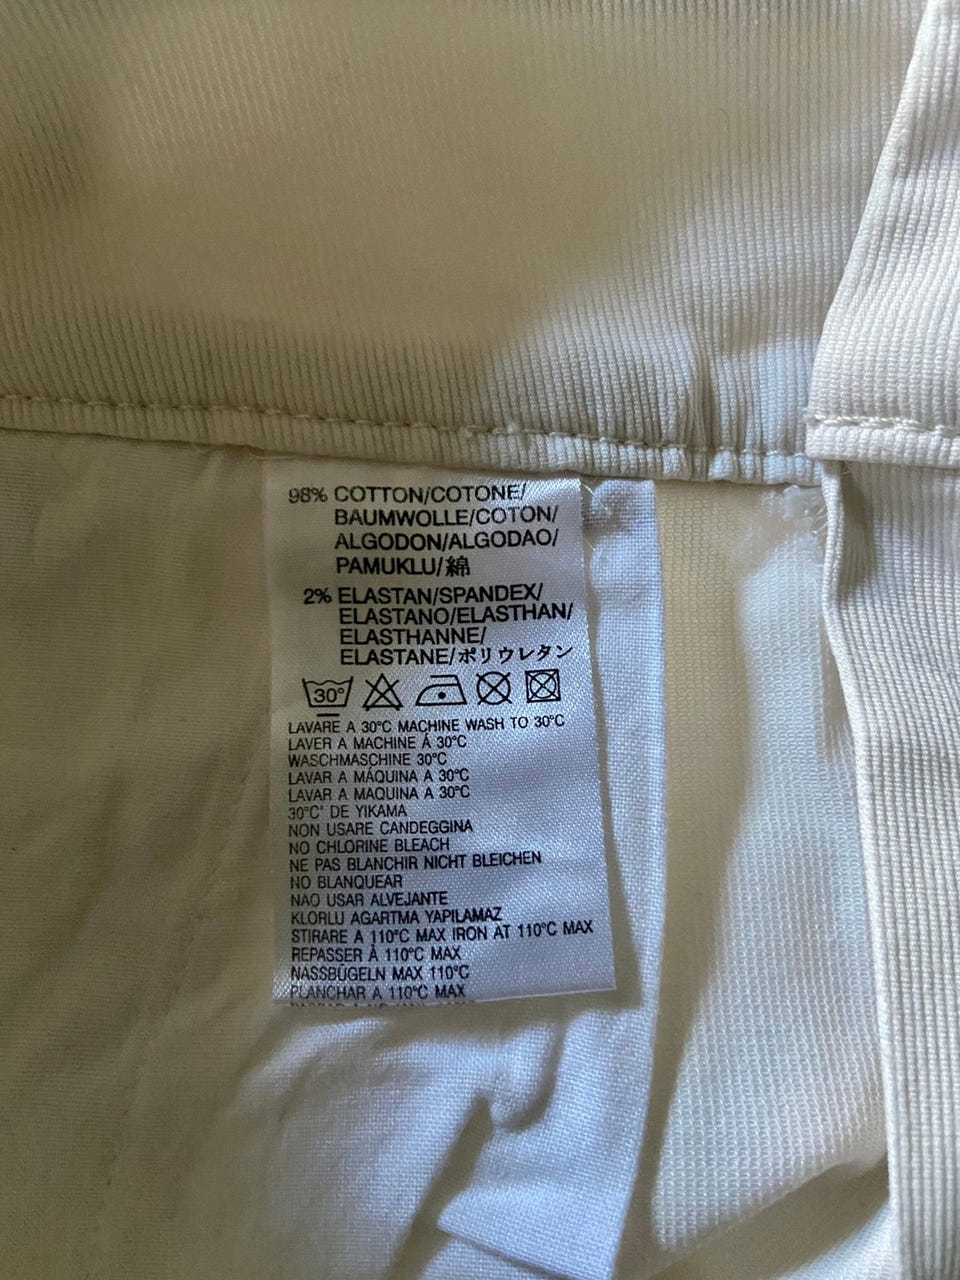 98% COTTON/COTONE/
BAUMWOLLE/COTON/
ALGODON/ALGODAO/
PAMUKLU/綿
2% ELASTAN/SPANDEX/
ELASTANO/ELASTHAN/
ELASTHANNE/
ELASTANE/ポリウレタン
30°
LAVARE A 30°C MACHINE WASH TO 30°C
LAVER A MACHINE Á 30°C
WASCHMASCHINE 30°C
LAVAR A MÁQUINA A 30°C
LAVAR A MAQUINA A 30°C
30°C' DE YIKAMA
NON USARE CANDEGGINA
NO CHLORINE BLEACH
NE PAS BLANCHIR NICHT BLEICHEN
NO BLANQUEAR
NAO USAR ALVEJANTE
KLORLU AGARTMA YAPILAMAZ
STIRARE A 110°C MAX IRON AT 110°C MAX
REPASSER À 110°C MAX
NASSBÜGELN MAX 110°C
PLANCHAR A 110°C MAX